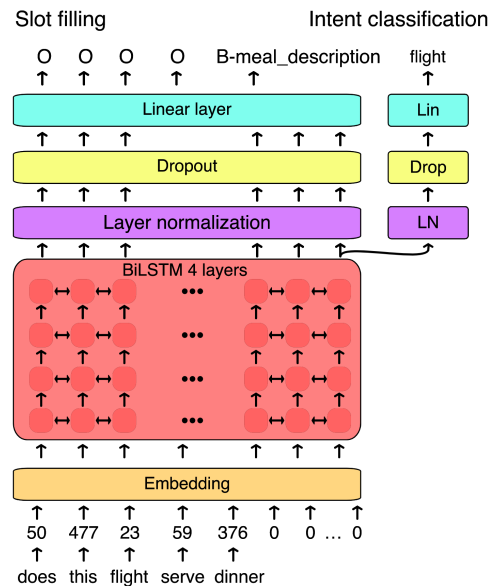 Slot filling Intent classification
O O O O B-meal_description flight
Linear layer Lin
Dropout Drop
Layer normalization LN
BiLSTM 4 layers
•••
•••
•••
•••
Embedding
50 477 23 59 376 0 0 ... 0
does this flight serve dinner